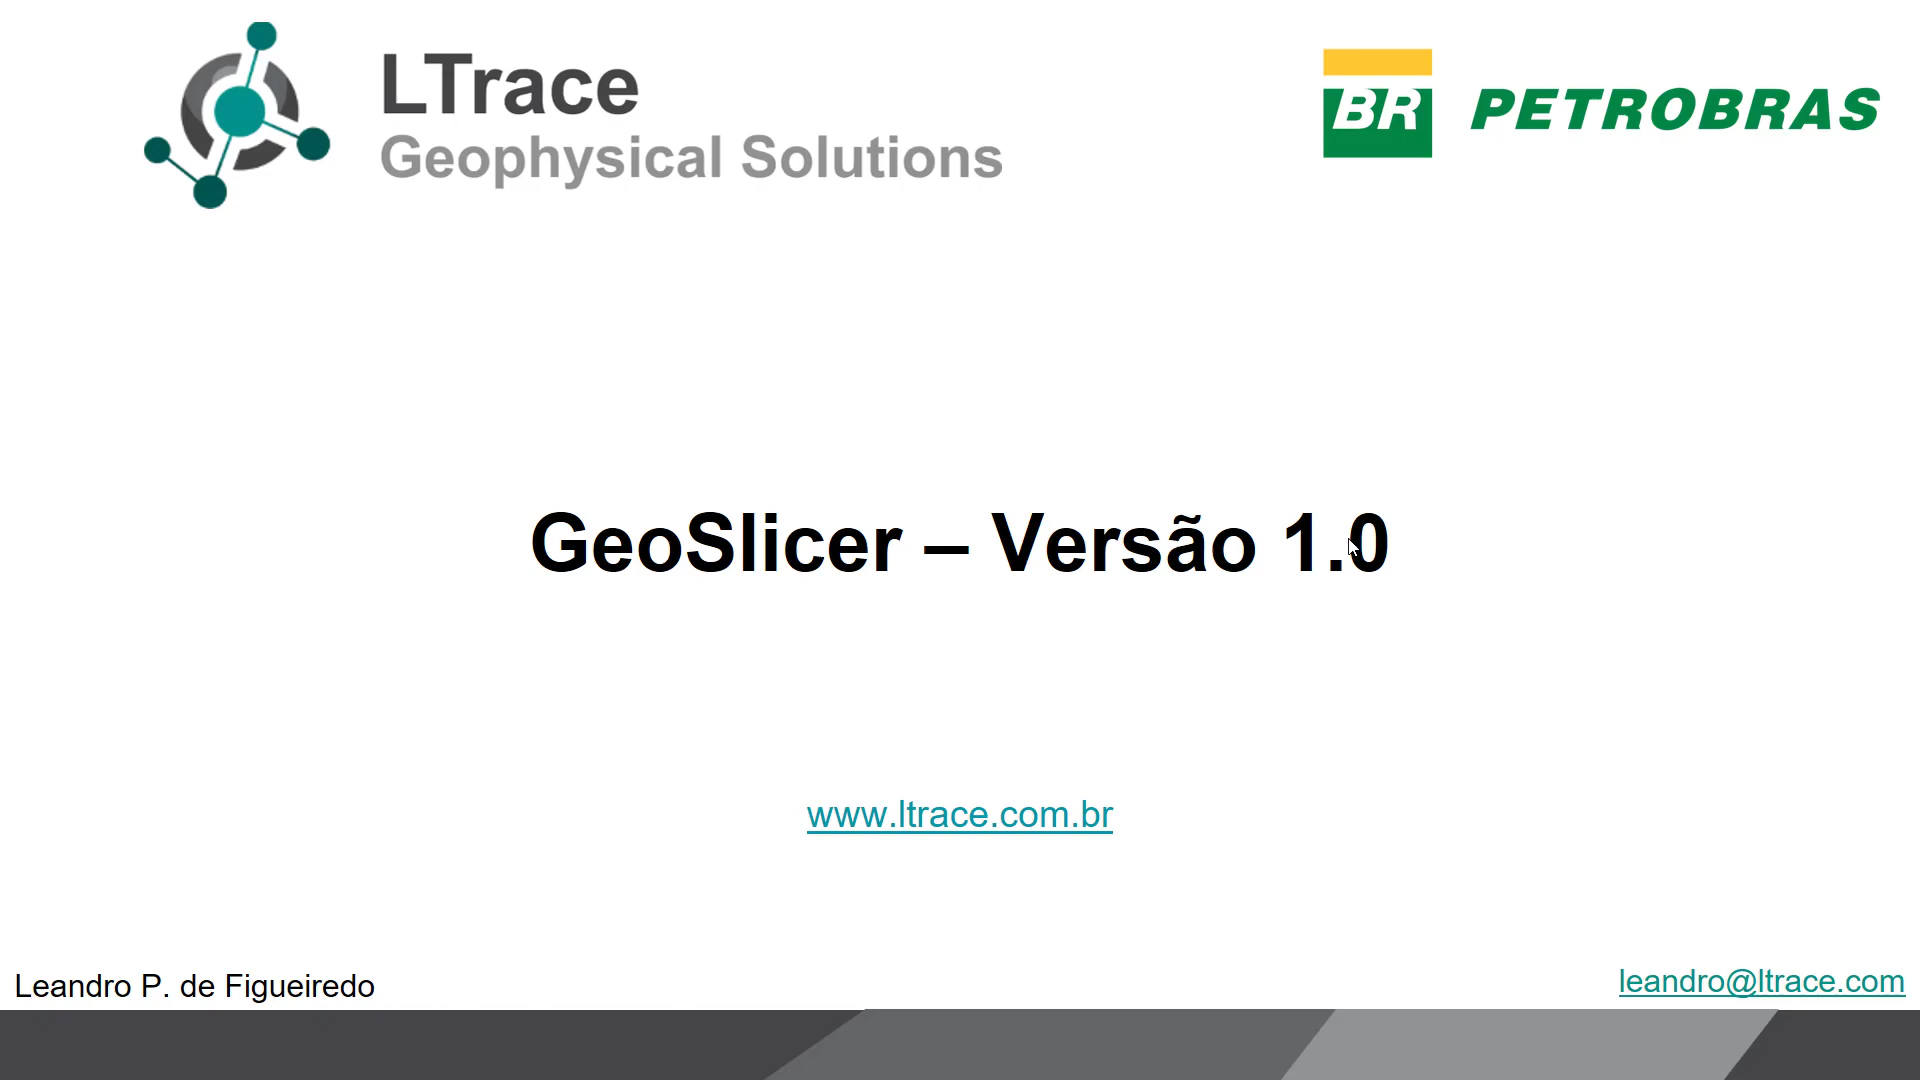 LTrace
Geophysical Solutions
BR PETROBRAS
GeoSlicer – Versão 1.0
www.ltrace.com.br
Leandro P. de Figueiredo
leandro@ltrace.com